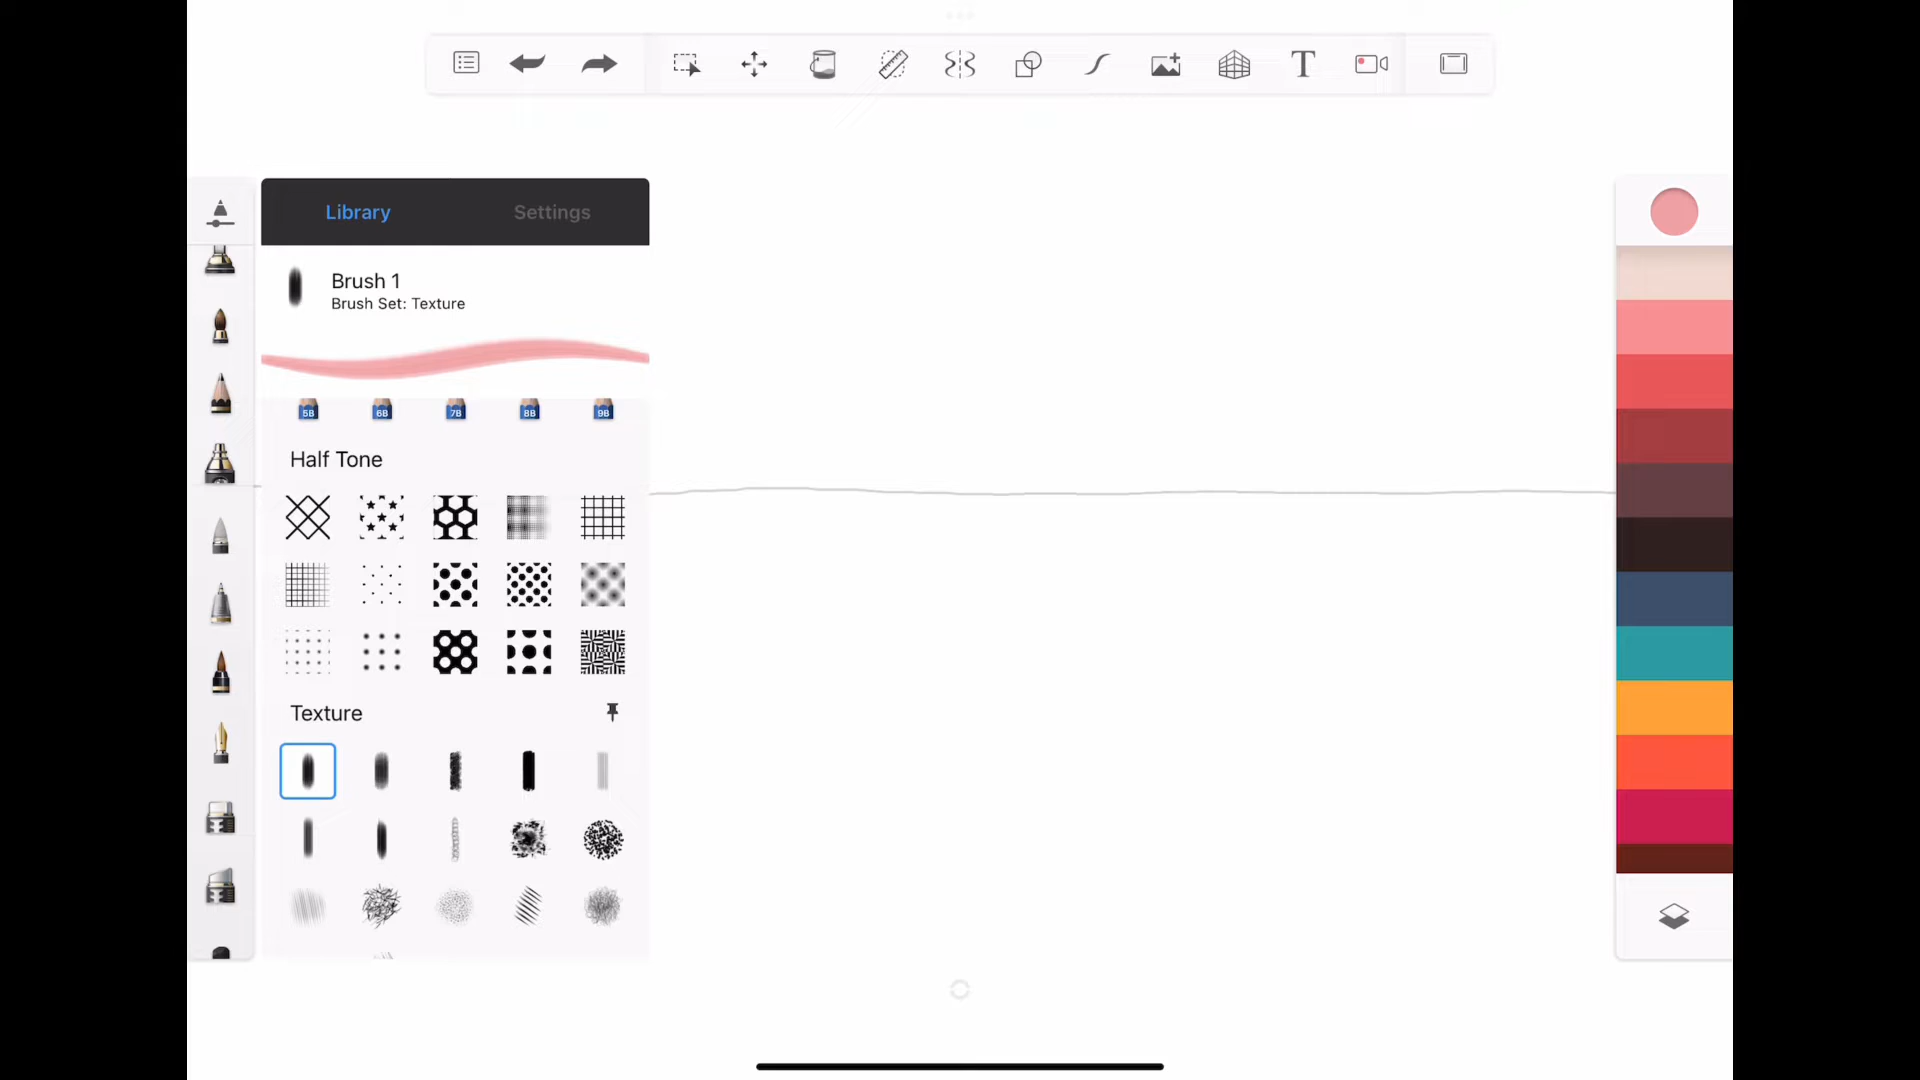 T
Library
Settings
Brush 1
Brush Set: Texture
5B 6B 7B 8B 9B
Half Tone
Texture